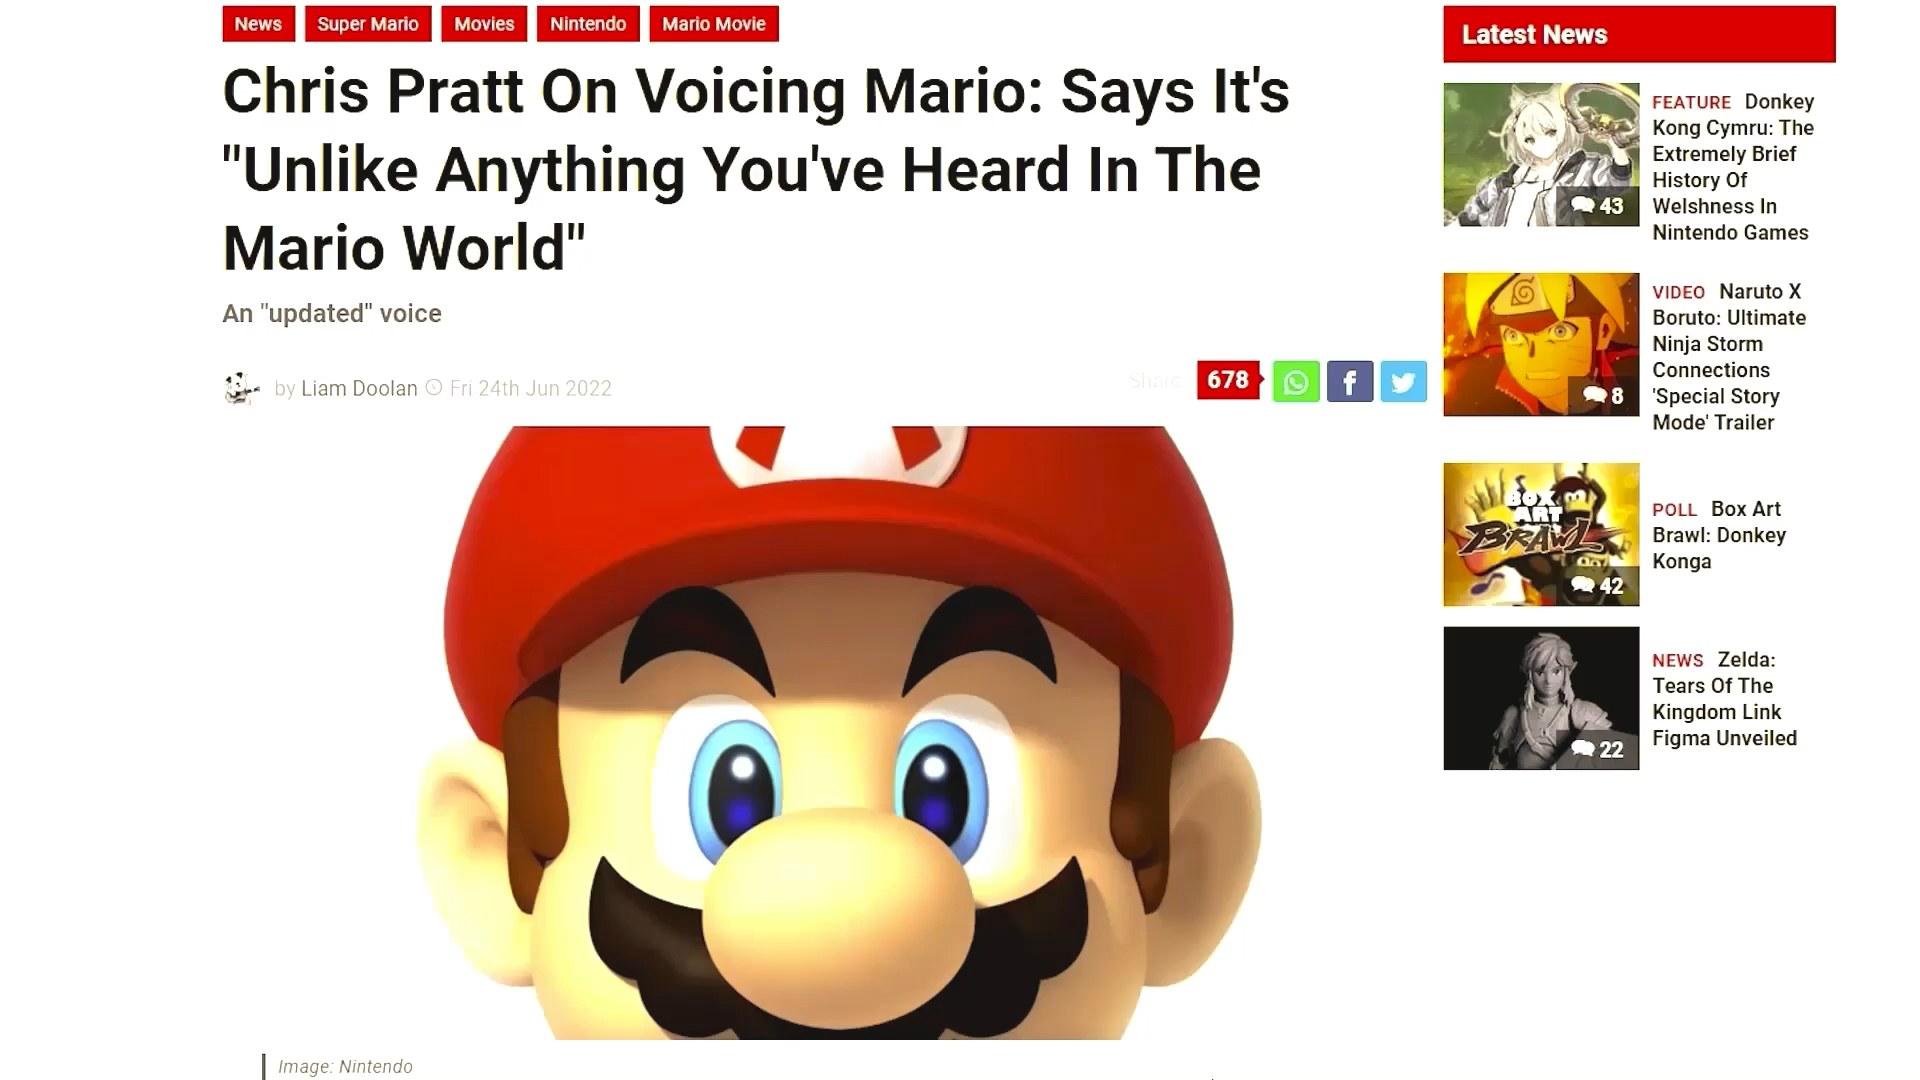 News Super Mario Movies Nintendo Mario Movie
Chris Pratt On Voicing Mario: Says It's
"Unlike Anything You've Heard In The
Mario World"
An "updated" voice
by Liam Doolan Fri 24th Jun 2022
Share 678
Image: Nintendo
Latest News
FEATURE Donkey
Kong Cymru: The
Extremely Brief
History Of
Welshness In
Nintendo Games
43
VIDEO Naruto X
Boruto: Ultimate
Ninja Storm
Connections
'Special Story
Mode' Trailer
8
BOX
ART
BRAWL
POLL Box Art
Brawl: Donkey
Konga
42
NEWS Zelda:
Tears Of The
Kingdom Link
Figma Unveiled
22